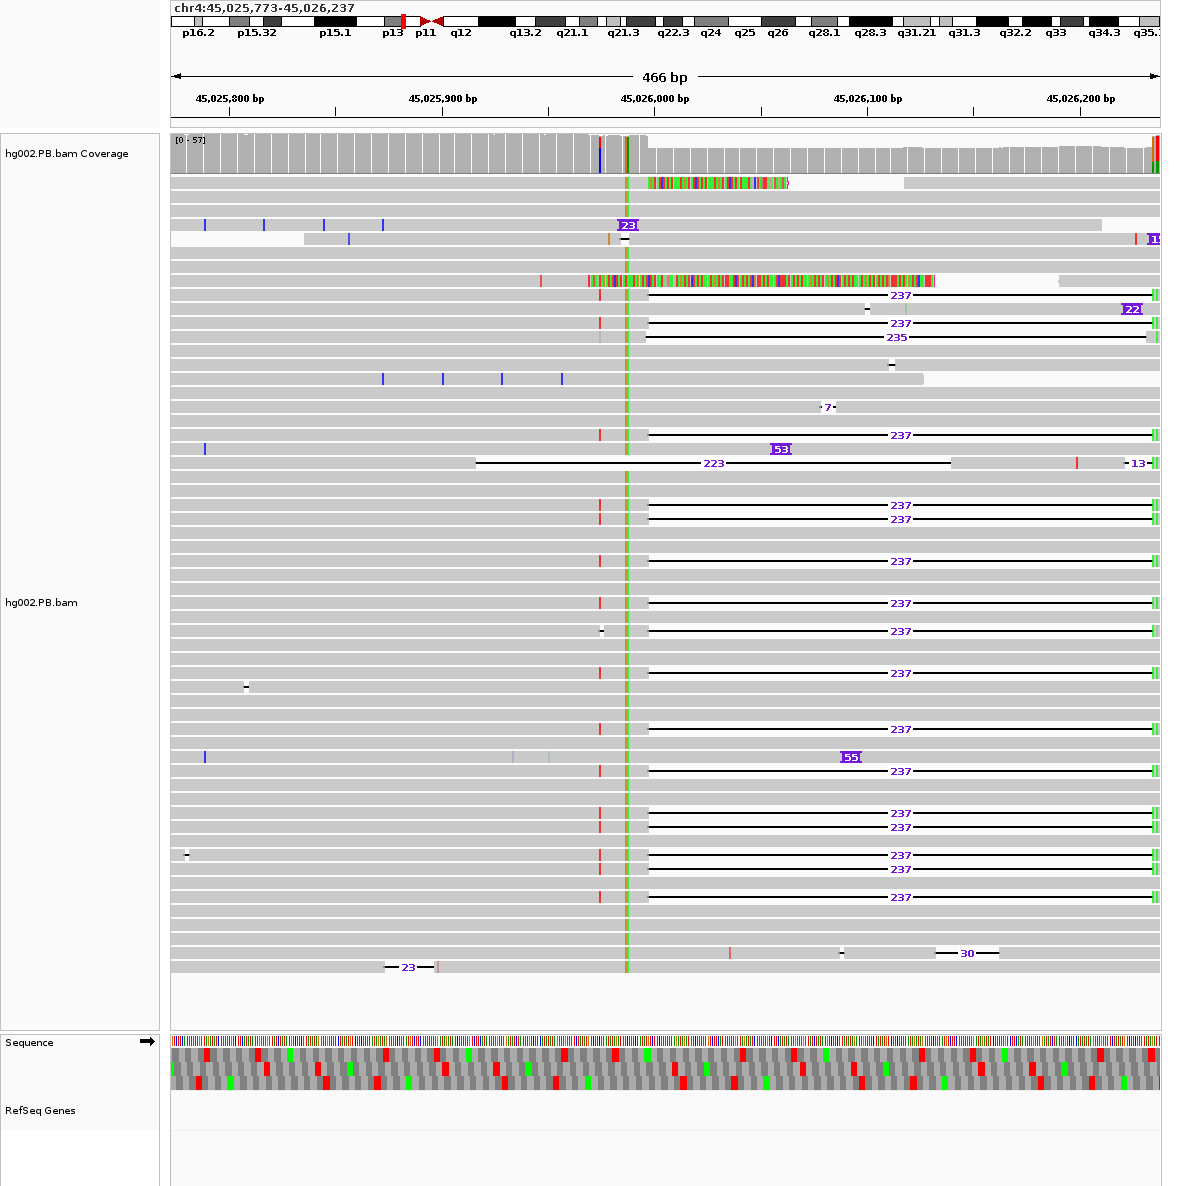 chr4:45,025,773-45,026,237
p16.2 p15.32 p15.1 p13 p11 q12 q13.2 q21.1 q21.3 q22.3 q24 q25 q26 q28.1 q28.3 q31.21 q31.3 q32.2 q33 q34.3 q35.1
466 bp
45,025,800 bp 45,025,900 bp 45,026,000 bp 45,026,100 bp 45,026,200 bp
[0 - 57]
hg002.PB.bam Coverage
23
237
22
237
235
7
237
53
223 13
237
237
237
hg002.PB.bam
237
237
237
237
55
237
237
237
237
237
237
30
23
Sequence
RefSeq Genes